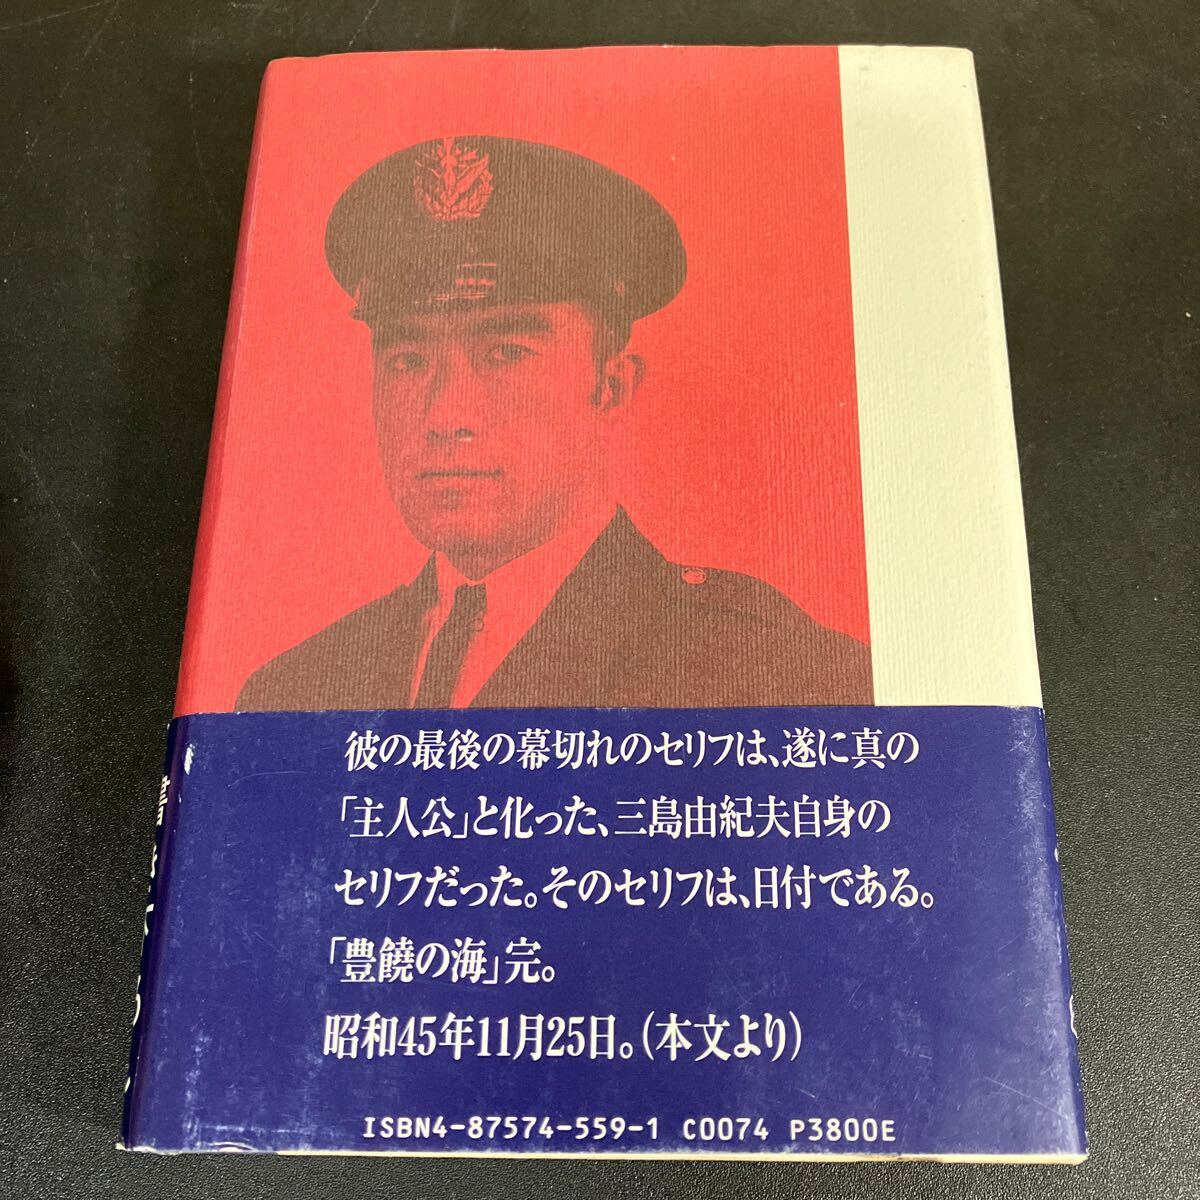 彼の最後の幕切れのセリフは、遂に真の
「主人公」と化った、三島由紀夫自身の
セリフだった。そのセリフは、日付である。
「豊饒の海」完。
昭和45年11月25日。(本文より)
ISBN4-87574-559-1 C0074 P3800E